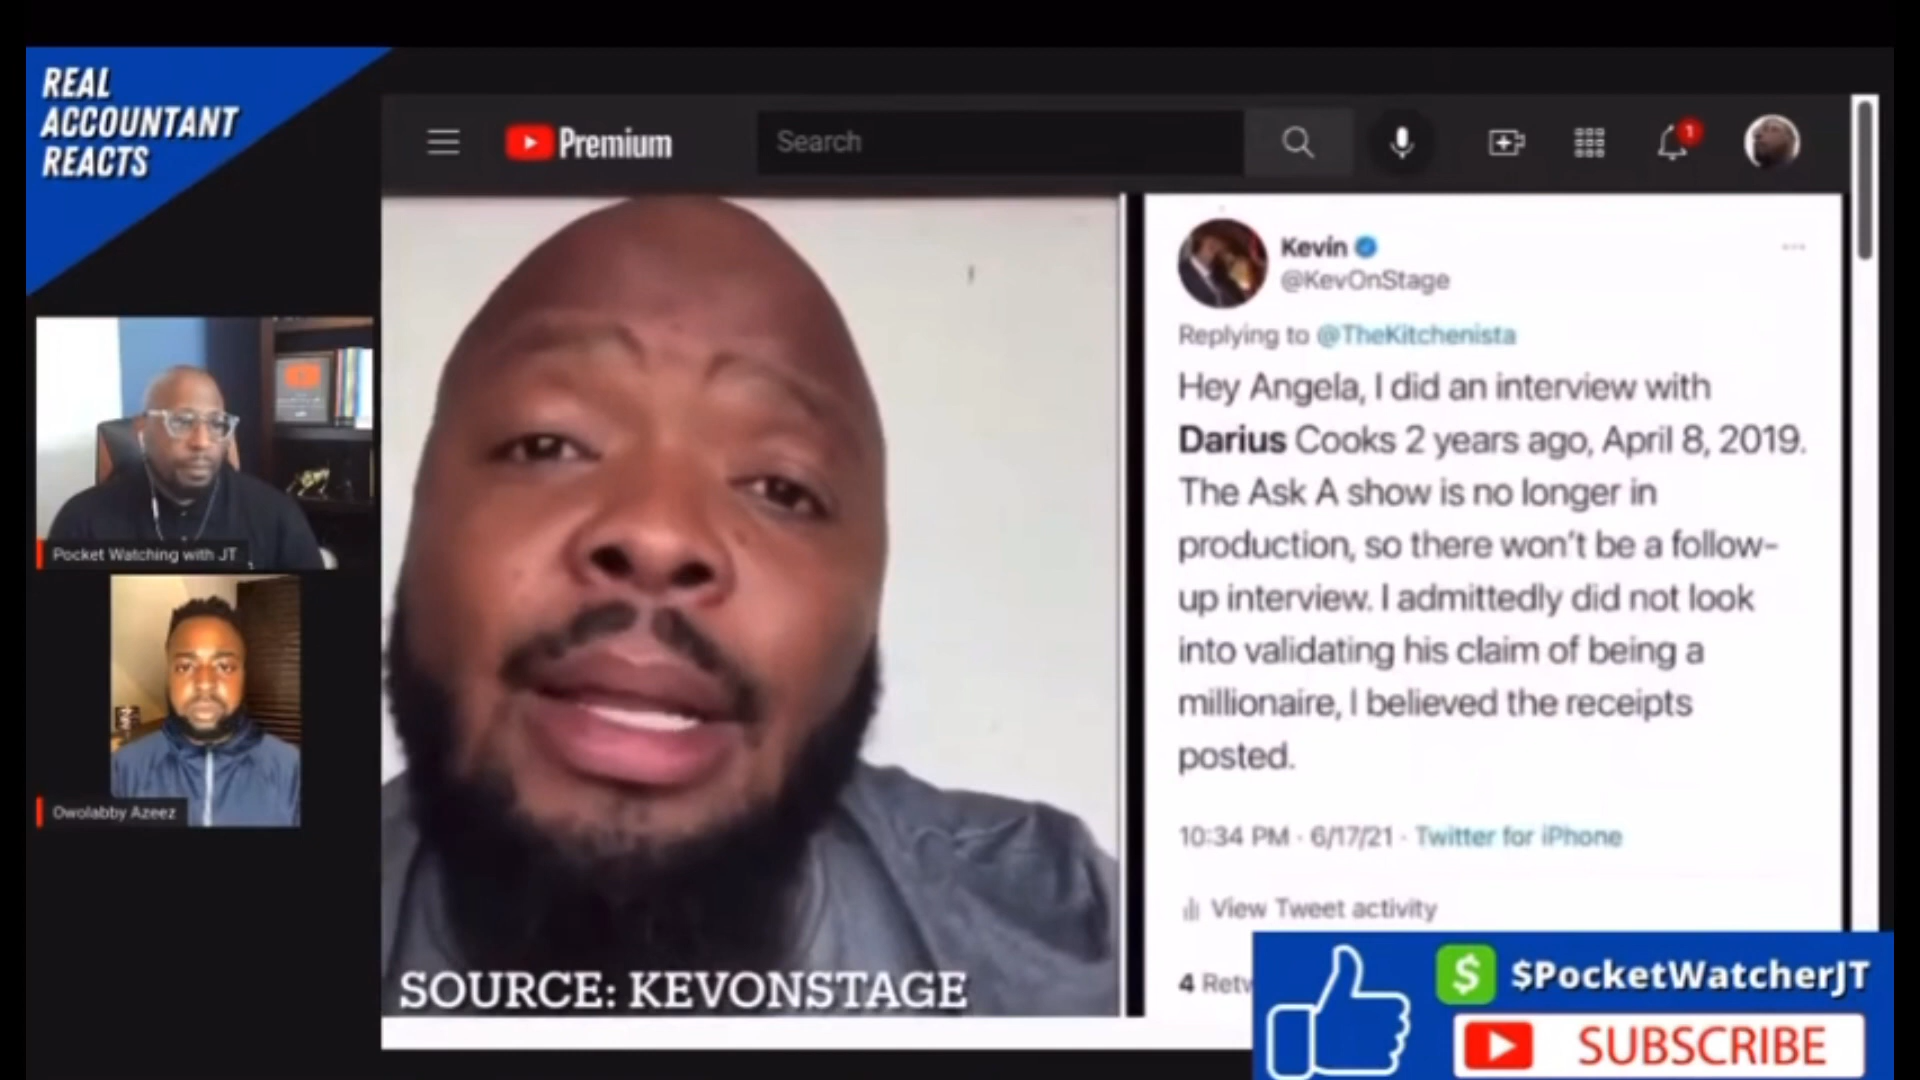 REAL
ACCOUNTANT
REACTS
Premium
Search
1
Pocket Watching with JT
Owolabby Azeez
SOURCE: KEVONSTAGE
Kevin
@KevOnStage
Replying to @TheKitchenista
Hey Angela, I did an interview with
Darius Cooks 2 years ago, April 8, 2019.
The Ask A show is no longer in
production, so there won't be a follow-
up interview. I admittedly did not look
into validating his claim of being a
millionaire, I believed the receipts
posted.
10:34 PM · 6/17/21 · Twitter for iPhone
View Tweet activity
4 Retw
$ $PocketWatcherJT
SUBSCRIBE